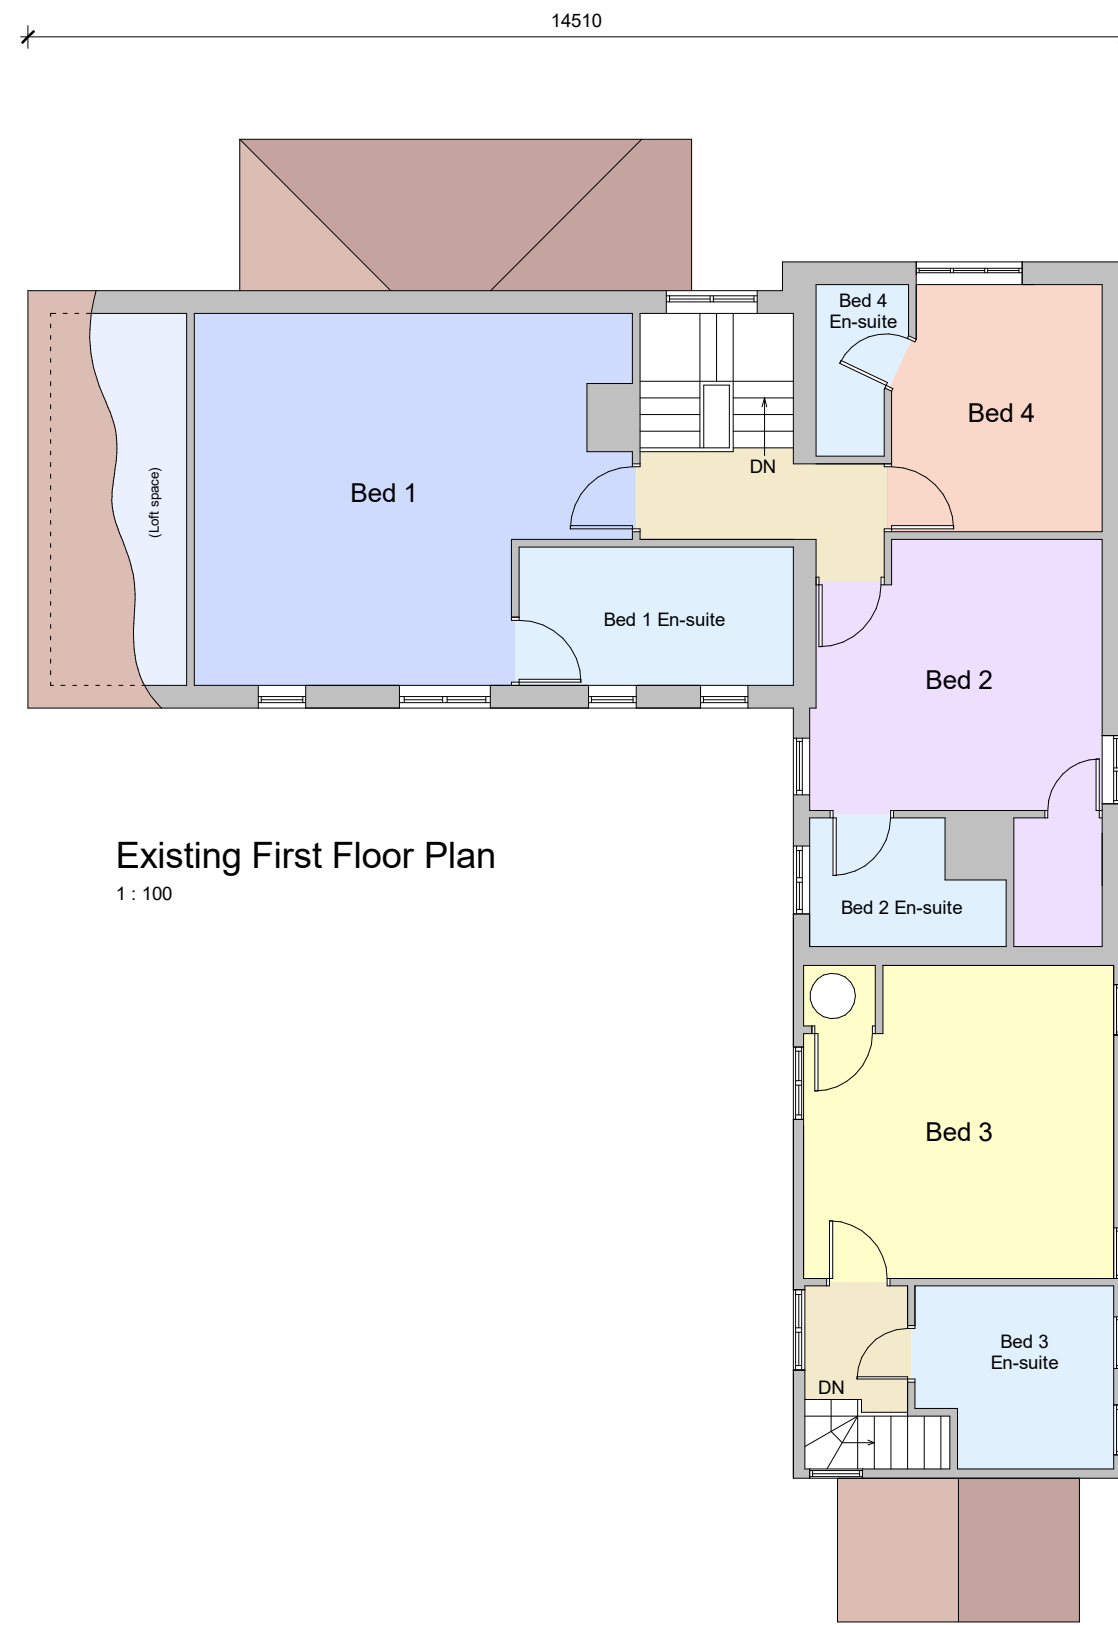 14510
Bed 4
En-suite
Bed 4
DN
Bed 1
(Loft space)
Bed 1 En-suite
Bed 2
Existing First Floor Plan
1 : 100
Bed 2 En-suite
Bed 3
Bed 3
En-suite
DN